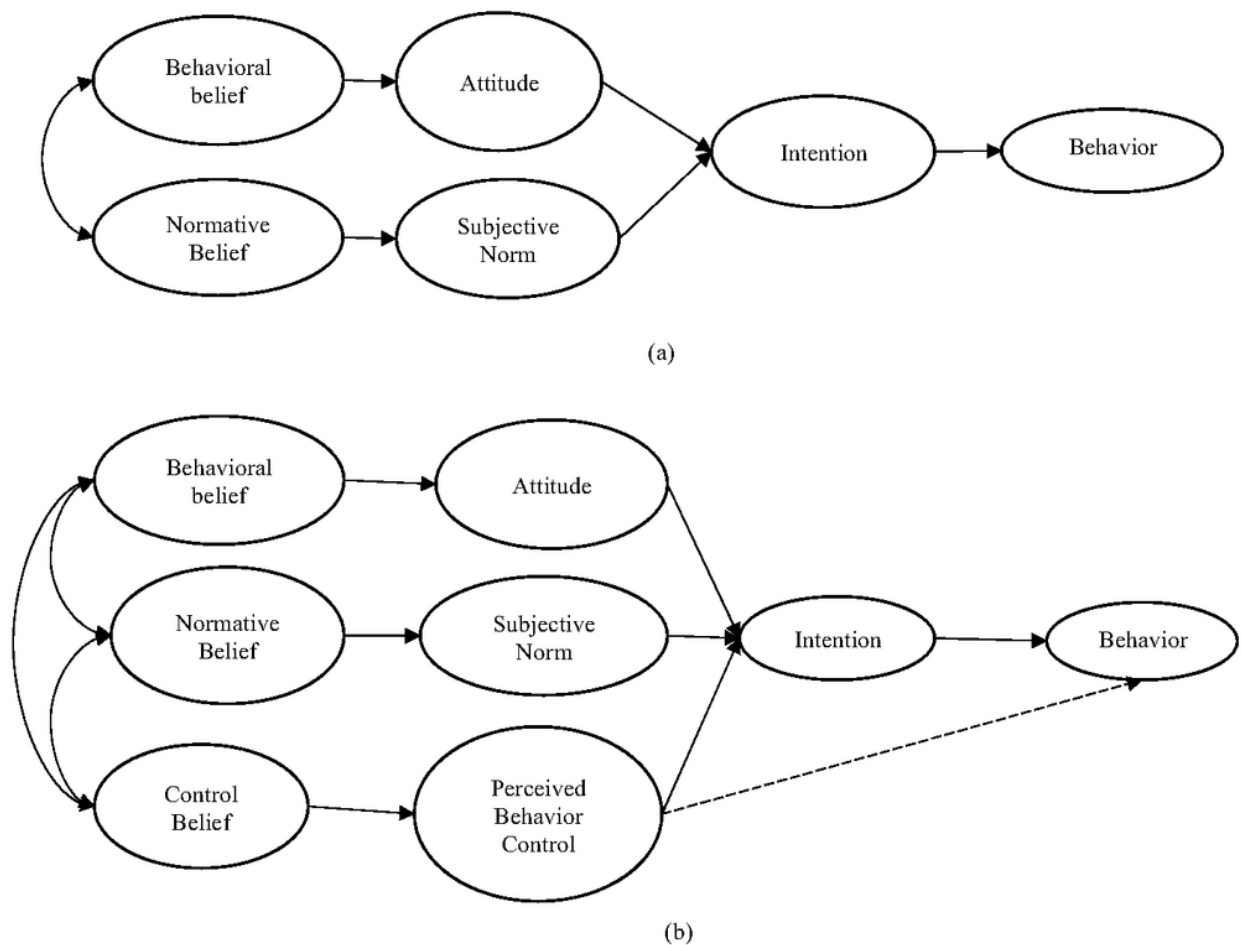 Behavioral
belief
Attitude
Intention
Behavior
Normative
Belief
Subjective
Norm
(a)
Behavioral
belief
Attitude
Normative
Belief
Subjective
Norm
Intention
Behavior
Control
Belief
Perceived
Behavior
Control
(b)